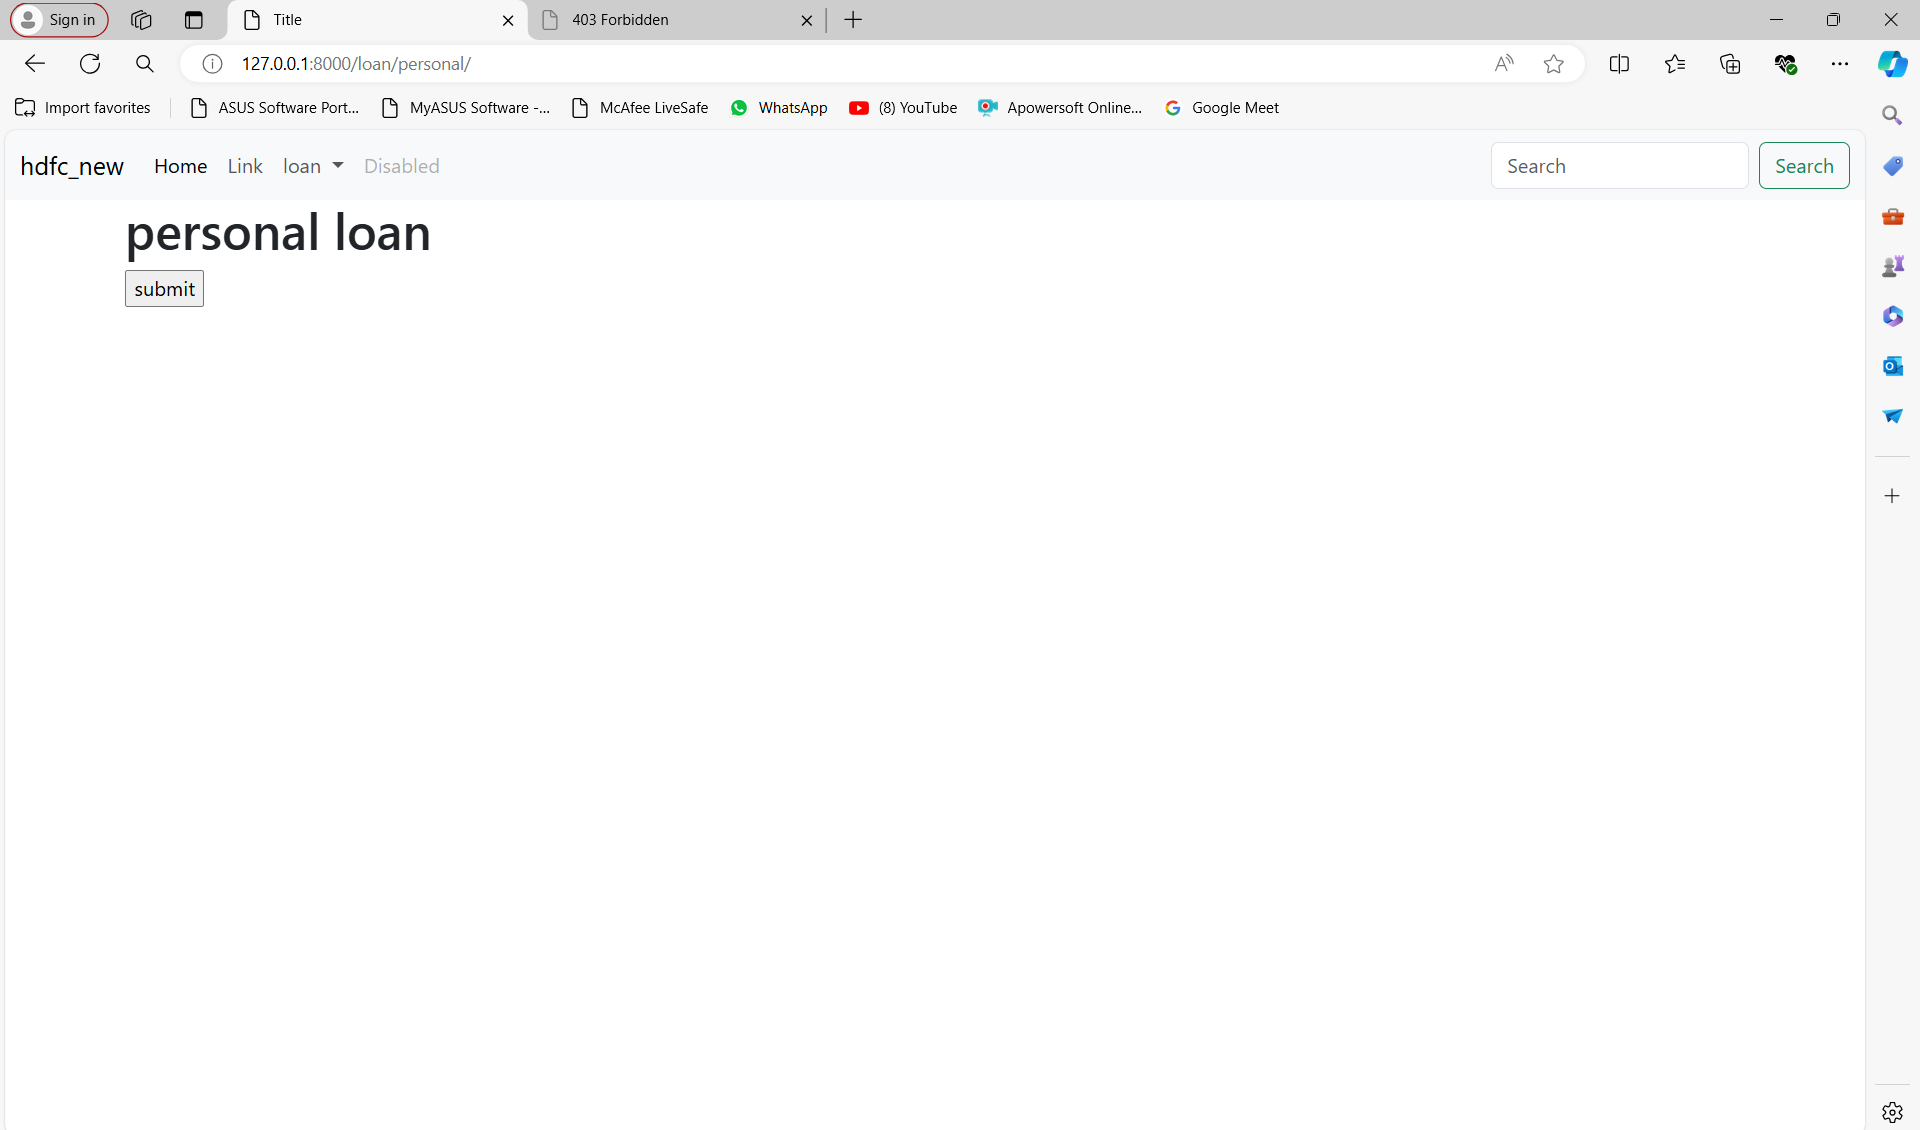 Sign in
Title
403 Forbidden
127.0.0.1:8000/loan/personal/
Import favorites
ASUS Software Port...
MyASUS Software -...
McAfee LiveSafe
WhatsApp
(8) YouTube
Apowersoft Online...
Google Meet
hdfc_new Home Link loan Disabled Search Search
personal loan
submit